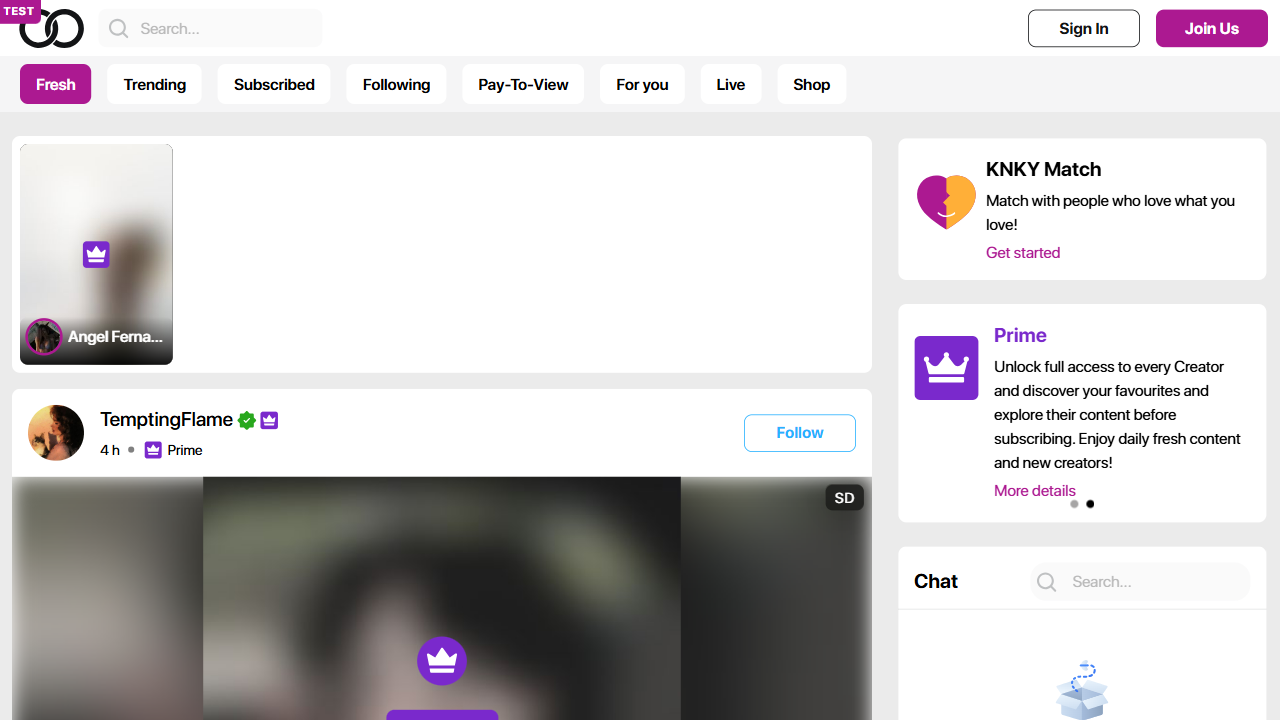 TEST
Search...
Sign In
Join Us
Fresh
Trending
Subscribed
Following
Pay-To-View
For you
Live
Shop
Angel Ferna...
KNKY Match
Match with people who love what you
love!
Get started
Prime
Unlock full access to every Creator
and discover your favourites and
explore their content before
subscribing. Enjoy daily fresh content
and new creators!
More details
TemptingFlame
4 h
Prime
Follow
SD
Chat
Search...